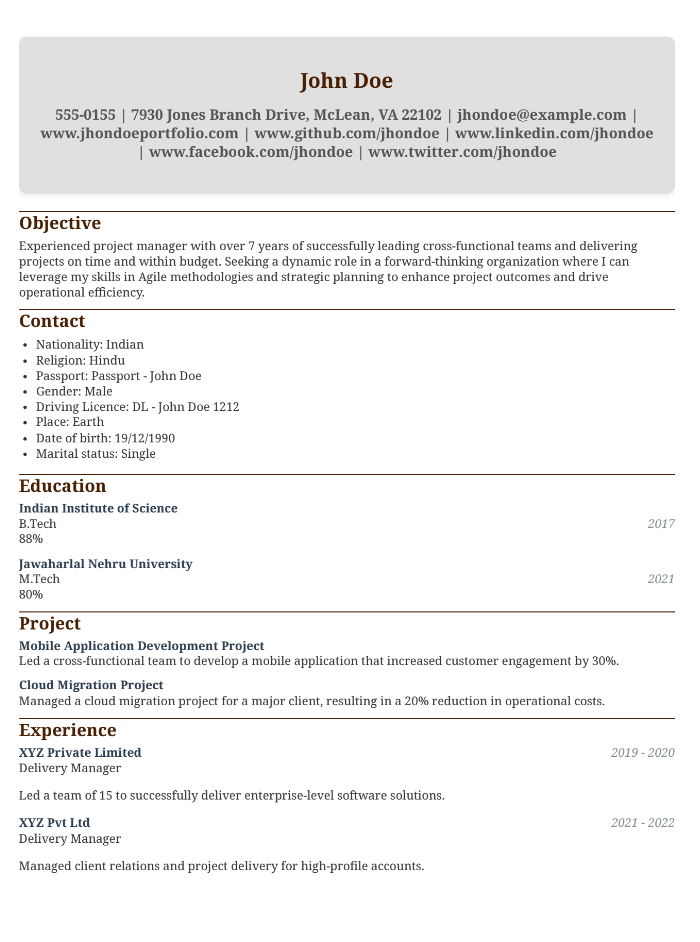 John Doe
555-0155 | 7930 Jones Branch Drive, McLean, VA 22102 | jhondoe@example.com |
www.jhondoeportfolio.com | www.github.com/jhondoe | www.linkedin.com/jhondoe
| www.facebook.com/jhondoe | www.twitter.com/jhondoe
Objective
Experienced project manager with over 7 years of successfully leading cross-functional teams and delivering
projects on time and within budget. Seeking a dynamic role in a forward-thinking organization where I can
leverage my skills in Agile methodologies and strategic planning to enhance project outcomes and drive
operational efficiency.
Contact
• Nationality: Indian
• Religion: Hindu
• Passport: Passport - John Doe
• Gender: Male
• Driving Licence: DL - John Doe 1212
• Place: Earth
• Date of birth: 19/12/1990
• Marital status: Single
Education
Indian Institute of Science
B.Tech 2017
88%
Jawaharlal Nehru University
M.Tech 2021
80%
Project
Mobile Application Development Project
Led a cross-functional team to develop a mobile application that increased customer engagement by 30%.
Cloud Migration Project
Managed a cloud migration project for a major client, resulting in a 20% reduction in operational costs.
Experience
XYZ Private Limited 2019 - 2020
Delivery Manager
Led a team of 15 to successfully deliver enterprise-level software solutions.
XYZ Pvt Ltd 2021 - 2022
Delivery Manager
Managed client relations and project delivery for high-profile accounts.